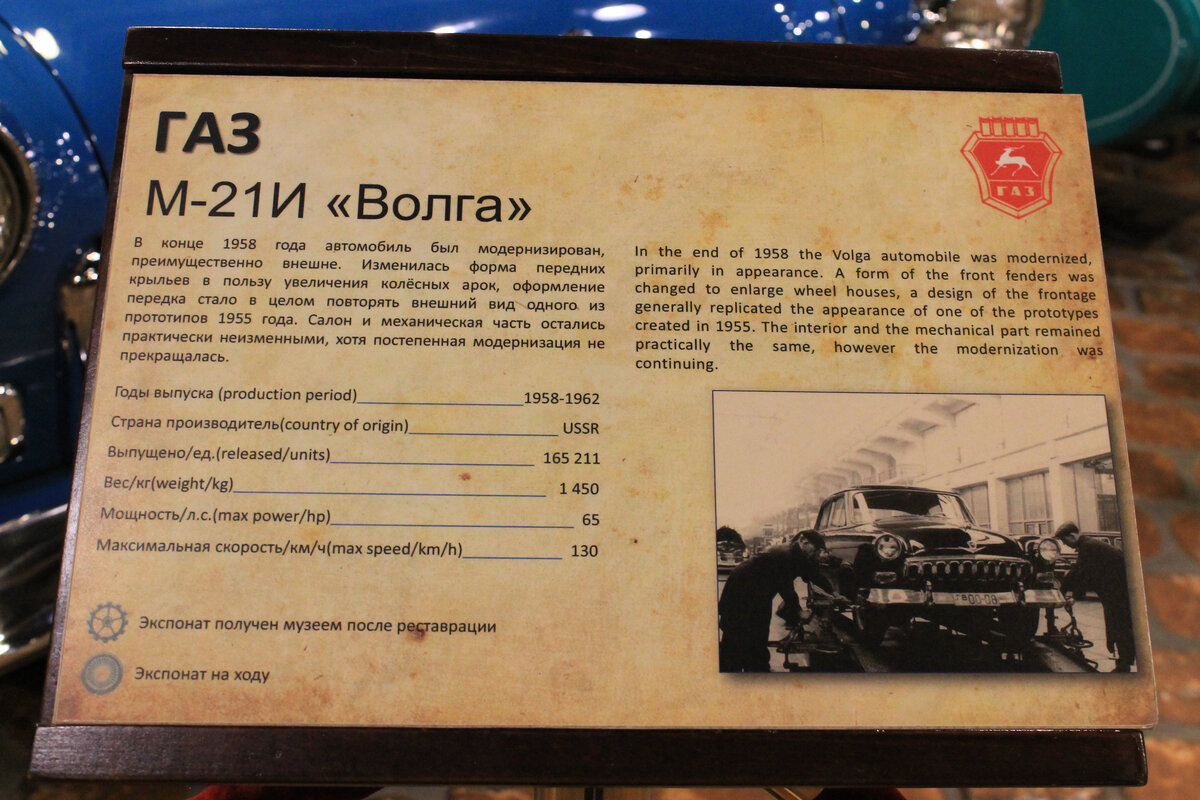 ГАЗ
М-21И «Волга»
ГАЗ
В конце 1958 года автомобиль был модернизирован,
преимущественно внешне. Изменилась форма передних
крыльев в пользу увеличения колёсных арок, оформление
передка стало в целом повторять внешний вид одного из
прототипов 1955 года. Салон и механическая часть остались
практически неизменными, хотя постепенная модернизация не
прекращалась.
In the end of 1958 the Volga automobile was modernized,
primarily in appearance. A form of the front fenders was
changed to enlarge wheel houses, a design of the frontage
generally replicated the appearance of one of the prototypes
created in 1955. The interior and the mechanical part remained
practically the same, however the modernization was
continuing.
Годы выпуска (production period)_1958-1962
Страна производитель(country of origin)_USSR
Выпущено/ед.(released/units)_165 211
Вес/кг(weight/kg)_1 450
Мощность/л.с.(max power/hp)_65
Максимальная скорость/км/ч(max speed/km/h)_130
Экспонат получен музеем после реставрации
Экспонат на ходу